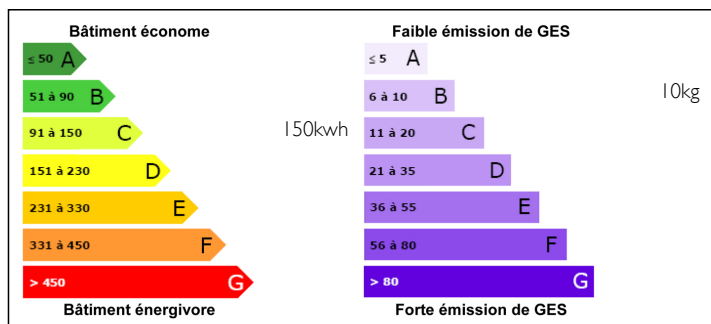 Bâtiment économe
≤ 50 A
51 à 90 B
91 à 150 C
150kwh
151 à 230 D
231 à 330 E
331 à 450 F
> 450 G
Bâtiment énergivore
Faible émission de GES
≤ 5 A
6 à 10 B
10kg
11 à 20 C
21 à 35 D
36 à 55 E
56 à 80 F
> 80 G
Forte émission de GES